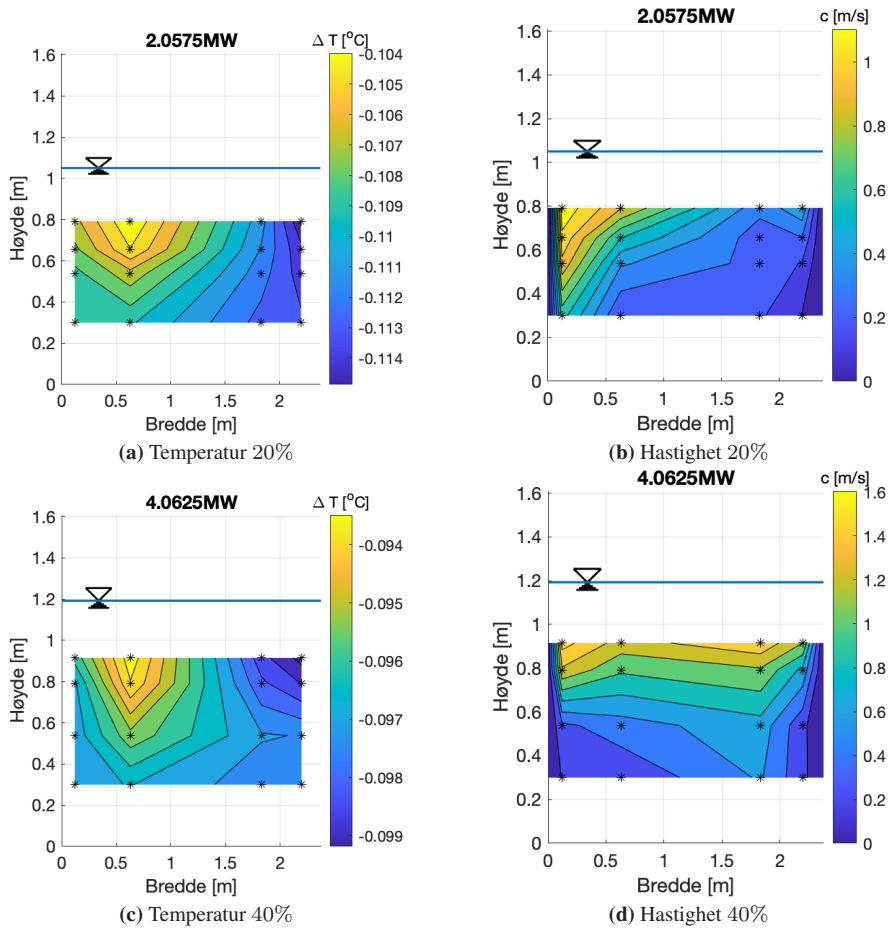 2.0575MW
Δ T [°C]
1.6
1.4
1.2
1
0.8
0.6
0.4
0.2
0
Høyde [m]
0 0.5 1 1.5 2
Bredde [m]
-0.104
-0.105
-0.106
-0.107
-0.108
-0.109
-0.11
-0.111
-0.112
-0.113
-0.114
(a) Temperatur 20%
2.0575MW
c [m/s]
1.6
1.4
1.2
1
0.8
0.6
0.4
0.2
0
Høyde [m]
0 0.5 1 1.5 2
Bredde [m]
1
0.8
0.6
0.4
0.2
0
(b) Hastighet 20%
4.0625MW
Δ T [°C]
1.6
1.4
1.2
1
0.8
0.6
0.4
0.2
0
Høyde [m]
0 0.5 1 1.5 2
Bredde [m]
-0.094
-0.095
-0.096
-0.097
-0.098
-0.099
(c) Temperatur 40%
4.0625MW
c [m/s]
1.6
1.4
1.2
1
0.8
0.6
0.4
0.2
0
Høyde [m]
0 0.5 1 1.5 2
Bredde [m]
1.6
1.4
1.2
1
0.8
0.6
0.4
0.2
0
(d) Hastighet 40%